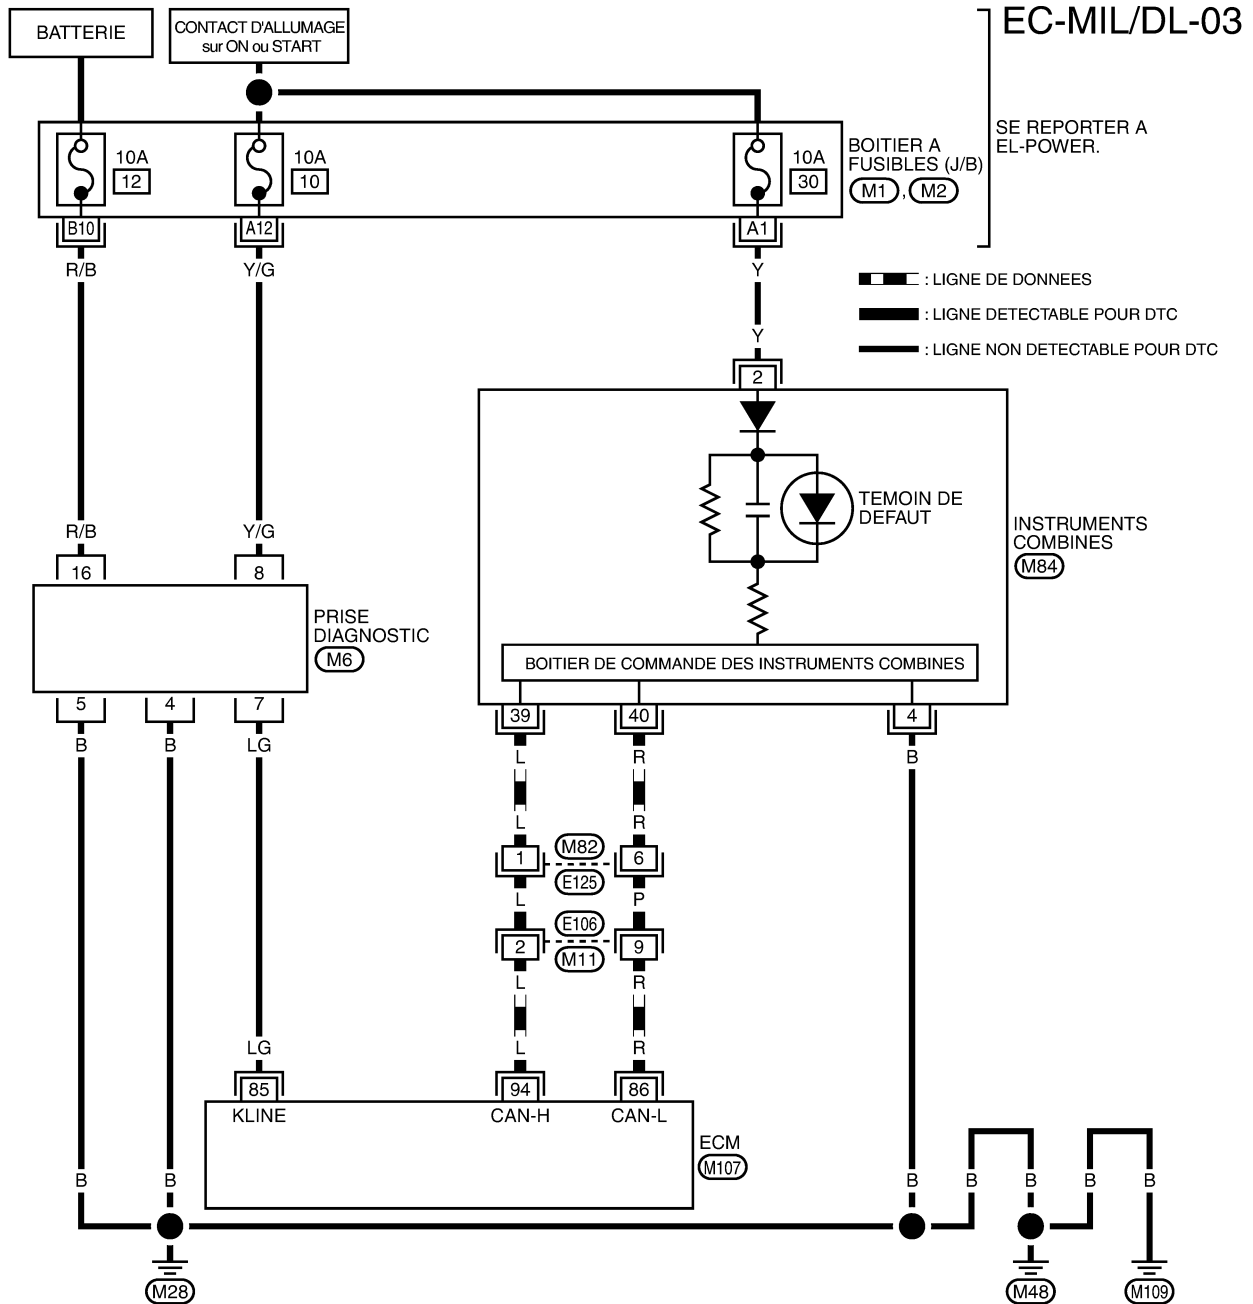 EC-MIL/DL-03
BATTERIE
CONTACT D'ALLUMAGE
sur ON ou START
SE REPORTER A
EL-POWER.
10A
12
10A
10
10A
30
BOITIER A
FUSIBLES (J/B)
M1 , M2
B10
A12
A1
R/B
Y/G
Y
: LIGNE DE DONNEES
: LIGNE DETECTABLE POUR DTC
: LIGNE NON DETECTABLE POUR DTC
Y
2
TEMOIN DE
DEFAUT
INSTRUMENTS
COMBINES
M84
R/B
Y/G
16
8
PRISE
DIAGNOSTIC
M6
BOITIER DE COMMANDE DES INSTRUMENTS COMBINES
5
4
7
39
40
4
B
B
LG
L
R
B
L
R
1
M82
6
E125
L
P
E106
2
9
M11
L
R
LG
L
R
85
94
86
KLINE
CAN-H
CAN-L
ECM
M107
B
B
B
B
B
B
B
M28
M48
M109